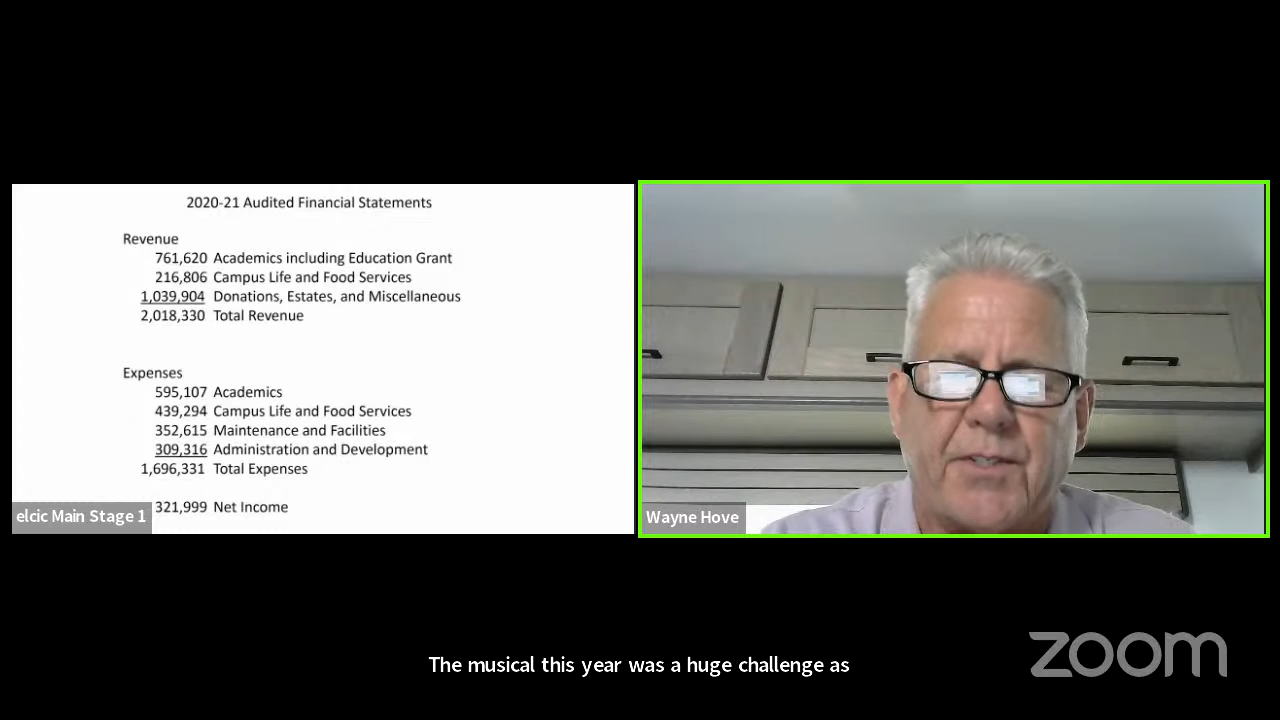 2020-21 Audited Financial Statements
Revenue
761,620 Academics including Education Grant
216,806 Campus Life and Food Services
1,039,904 Donations, Estates, and Miscellaneous
2,018,330 Total Revenue
Expenses
595,107 Academics
439,294 Campus Life and Food Services
352,615 Maintenance and Facilities
309,316 Administration and Development
1,696,331 Total Expenses
321,999 Net Income
elcic Main Stage 1
Wayne Hove
The musical this year was a huge challenge as
zoom